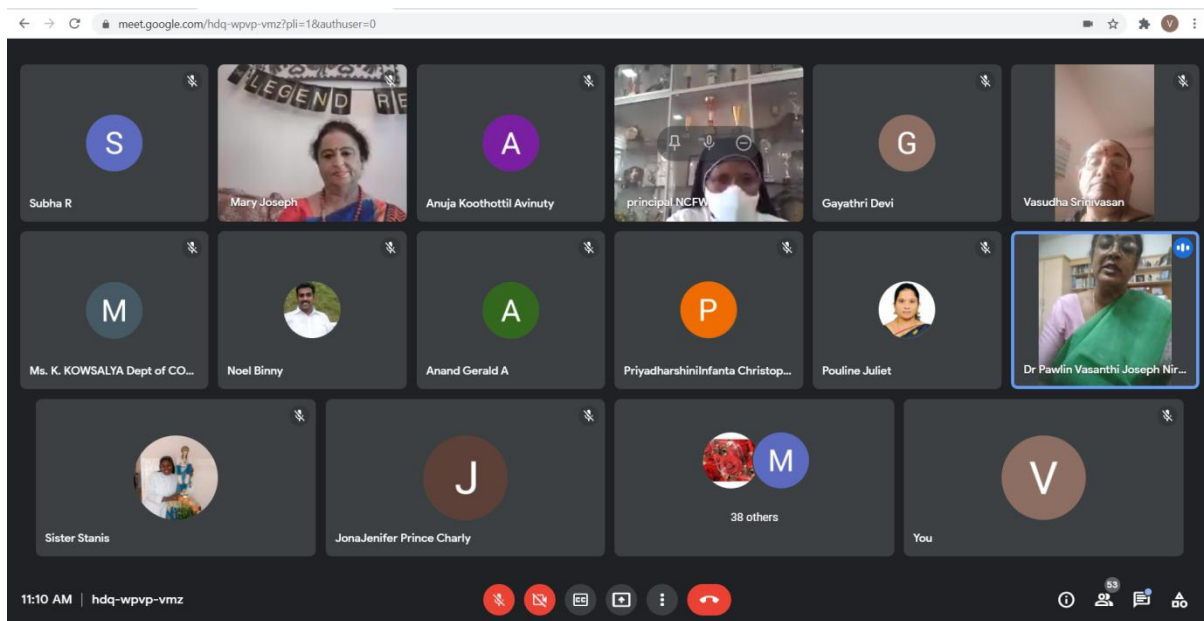 meet.google.com/hdq-wpvp-vmz?pli=1&authuser=0
V
LEGEND RE
S
A
G
Subha R
Mary Joseph
Anuja Koothottil Avinuty
principal NCFW
Gayathri Devi
Vasudha Srinivasan
M
A
P
Ms. K. KOWSALYA Dept of CO...
Noel Binny
Anand Gerald A
PriyadharshiniInfanta Christop...
Pouline Juliet
Dr Pawlin Vasanthi Joseph Nir...
J
M
V
38 others
Sister Stanis
JonaJenifer Prince Charly
You
11:10 AM | hdq-wpvp-vmz
CC
53